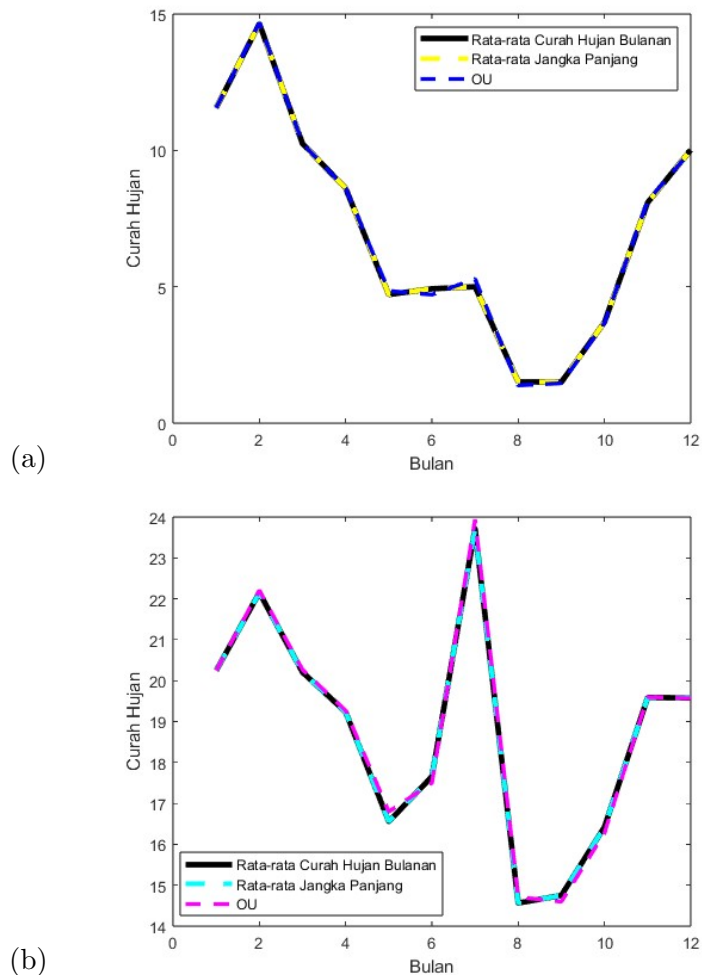 15
Rata-rata Curah Hujan Bulanan
Rata-rata Jangka Panjang
OU
10
Curah Hujan
5
0
0 2 4 6 8 10 12
Bulan
(a)
24
23
22
21
20
Curah Hujan
19
18
17
16
Rata-rata Curah Hujan Bulanan
Rata-rata Jangka Panjang
15
OU
14
0 2 4 6 8 10 12
Bulan
(b)